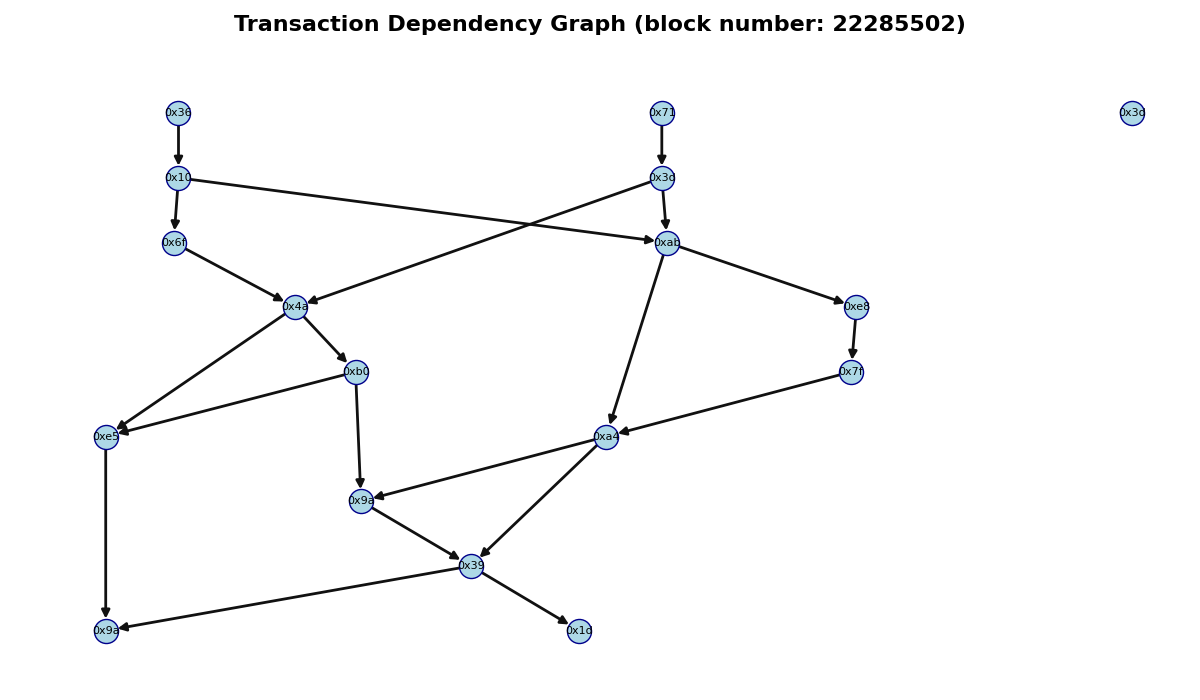 Transaction Dependency Graph (block number: 22285502)
0x36
0x71
0x3d
0x10
0x3d
0x6f
0xab
0x4a
0xe8
0xb0
0x7f
0xe5
0xa4
0x9a
0x39
0x9a
0x1d